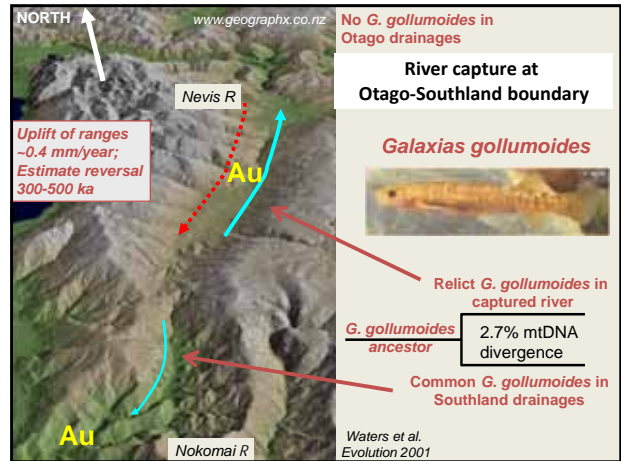 NORTH
www.geographx.co.nz
Nevis R
Uplift of ranges
~0.4 mm/year;
Estimate reversal
300-500 ka
Au
Au
Nokomai R
No G. gollumoides in
Otago drainages
River capture at
Otago-Southland boundary
Galaxias gollumoides
Relict G. gollumoides in
captured river
G. gollumoides
ancestor
2.7% mtDNA
divergence
Common G. gollumoides in
Southland drainages
Waters et al.
Evolution 2001